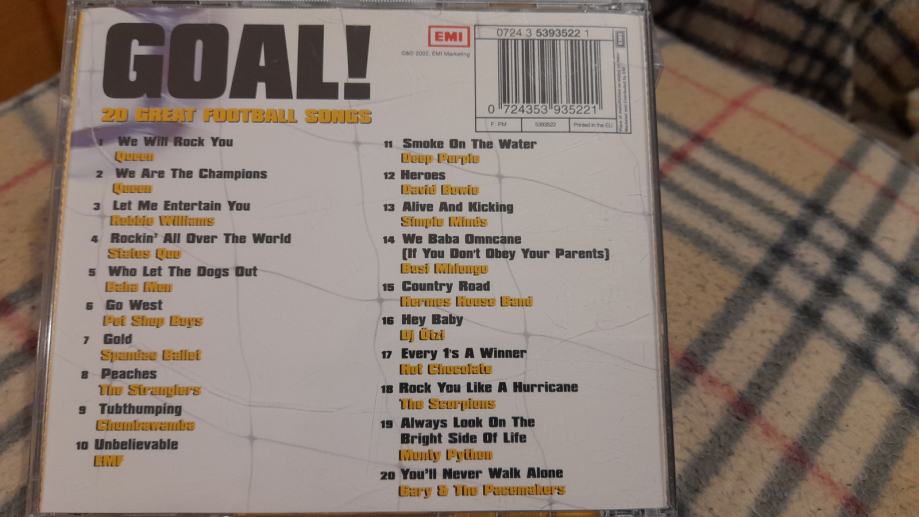 GOAL!
20 GREAT FOOTBALL SONGS
EMI
0724 3 5393522 1
0 724353 935221
F: PM 5393522 Printed in the EU
1 We Will Rock You
Queen
2 We Are The Champions
Queen
3 Let Me Entertain You
Robbie Williams
4 Rockin' All Over The World
Status Quo
5 Who Let The Dogs Out
Baha Men
6 Go West
Pet Shop Boys
7 Gold
Spandau Ballet
8 Peaches
The Stranglers
9 Tubthumping
Chumbawamba
10 Unbelievable
EMF
11 Smoke On The Water
Deep Purple
12 Heroes
David Bowie
13 Alive And Kicking
Simple Minds
14 We Baba Omncane
(If You Don't Obey Your Parents)
Busi Mhlongo
15 Country Road
Hermes House Band
16 Hey Baby
Dj Ötzi
17 Every 1's A Winner
Hot Chocolate
18 Rock You Like A Hurricane
The Scorpions
19 Always Look On The
Bright Side Of Life
Monty Python
20 You'll Never Walk Alone
Gary & The Pacemakers